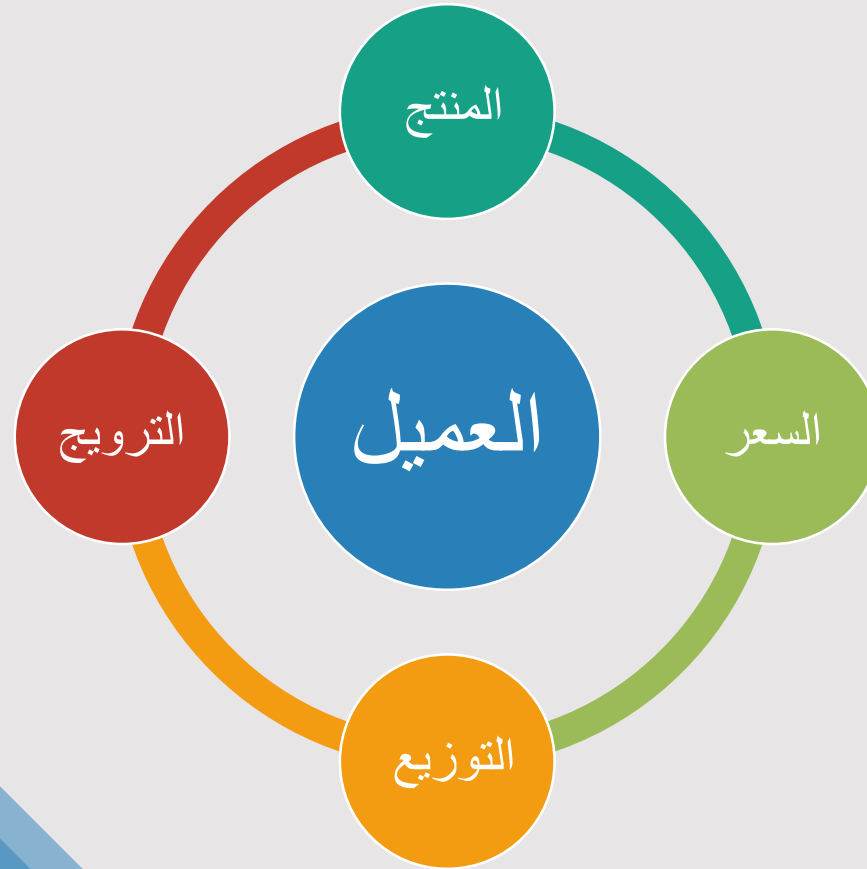 المنتج
السعر
العميل
الترويج
التوزيع